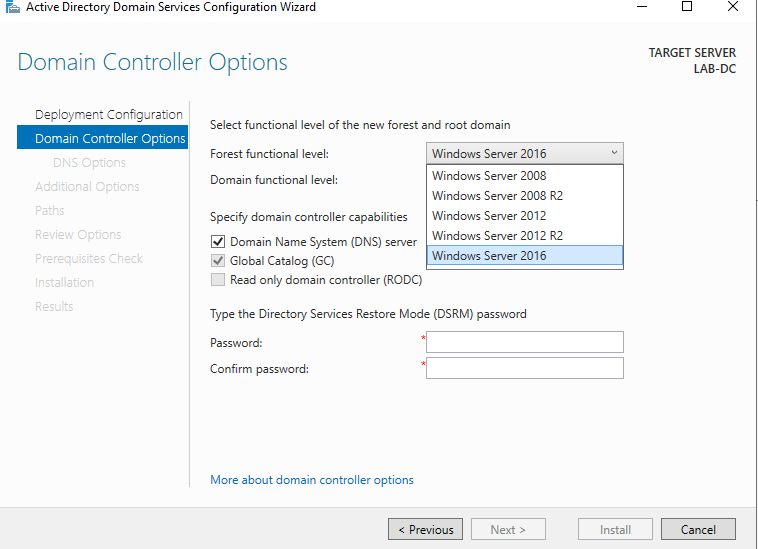 Active Directory Domain Services Configuration Wizard
Domain Controller Options
TARGET SERVER
LAB-DC
Deployment Configuration
Domain Controller Options
DNS Options
Additional Options
Paths
Review Options
Prerequisites Check
Installation
Results
Select functional level of the new forest and root domain
Forest functional level:
Windows Server 2016
Domain functional level:
Windows Server 2008
Windows Server 2008 R2
Windows Server 2012
Windows Server 2012 R2
Windows Server 2016
Specify domain controller capabilities
Domain Name System (DNS) server
Global Catalog (GC)
Read only domain controller (RODC)
Type the Directory Services Restore Mode (DSRM) password
Password:
*
Confirm password:
*
More about domain controller options
< Previous
Next >
Install
Cancel